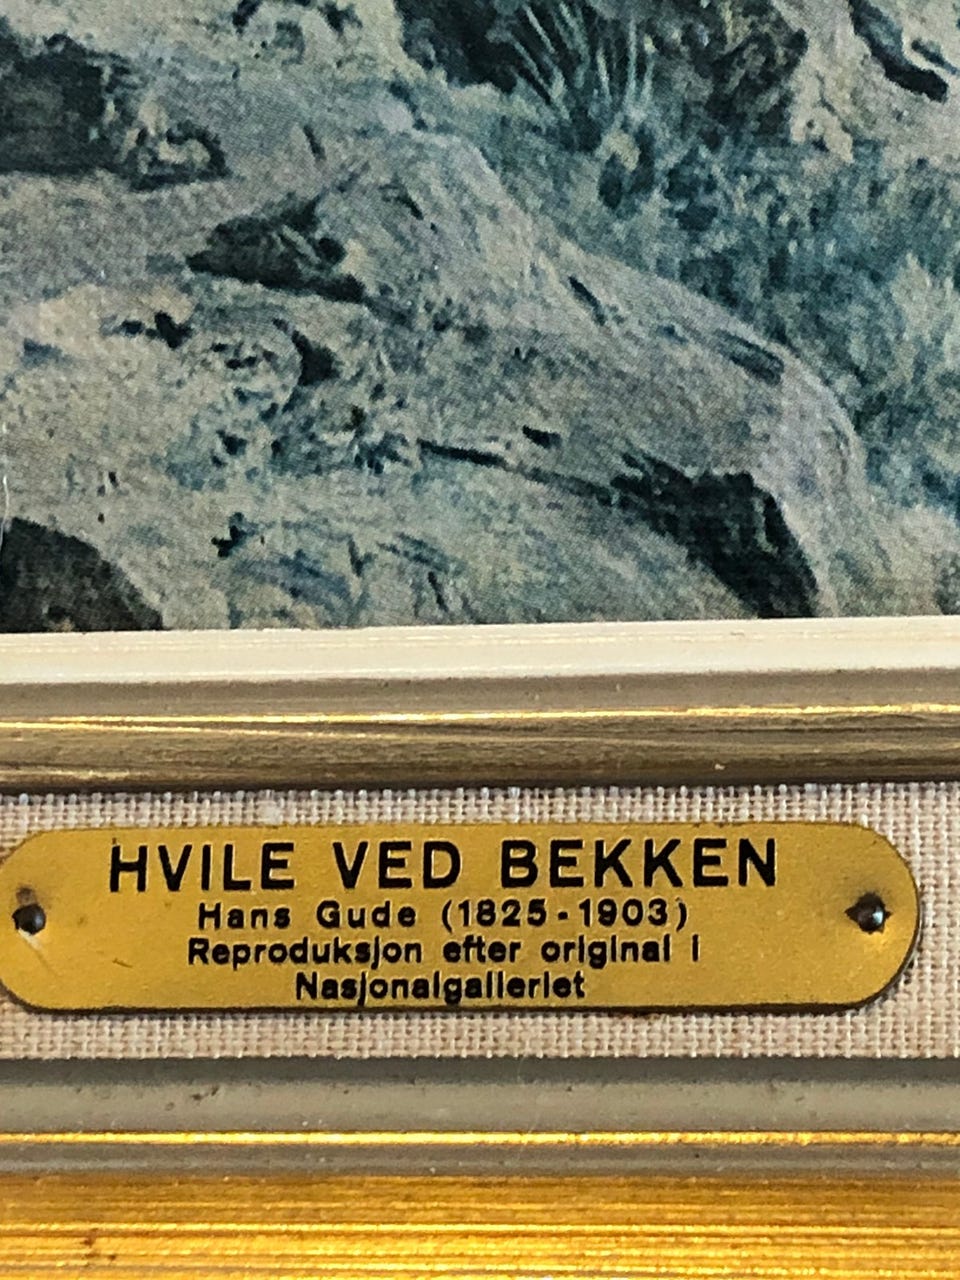 HVILE VED BEKKEN
Hans Gude (1825-1903)
Reproduksjon efter original i
Nasjonalgalleriet